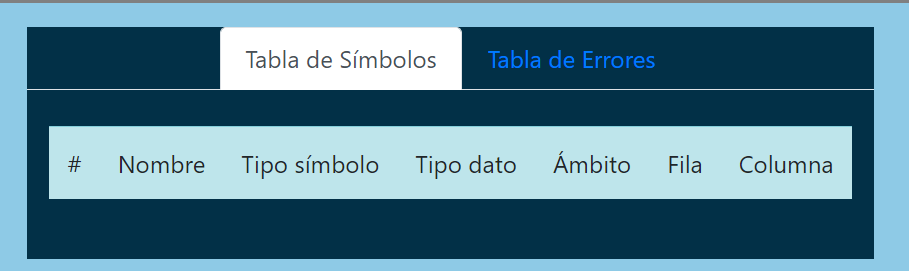 Tabla de Símbolos Tabla de Errores
# Nombre Tipo símbolo Tipo dato Ámbito Fila Columna